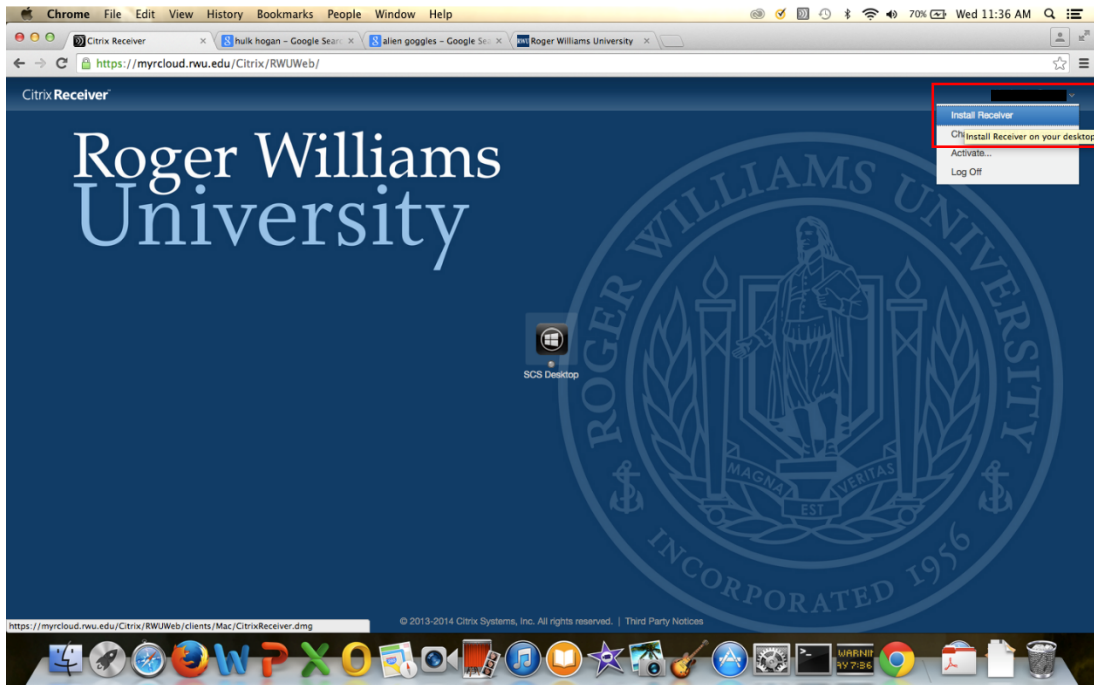 Chrome File Edit View History Bookmarks People Window Help 70% Wed 11:36 AM
Citrix Receiver hulk hogan – Google Sear alien goggles – Google Sea Roger Williams University
https://myrcloud.rwu.edu/Citrix/RWUWeb/
Citrix Receiver
Install Receiver
Ch
Install Receiver on your desktop
Activate...
Log Off
Roger Williams
University
SCS Desktop
ROGER WILLIAMS UNIVERSITY
MAGNA EST VERITAS
INCORPORATED 1956
https://myrcloud.rwu.edu/Citrix/RWUWeb/clients/Mac/CitrixReceiver.dmg
© 2013-2014 Citrix Systems, Inc. All rights reserved. | Third Party Notices